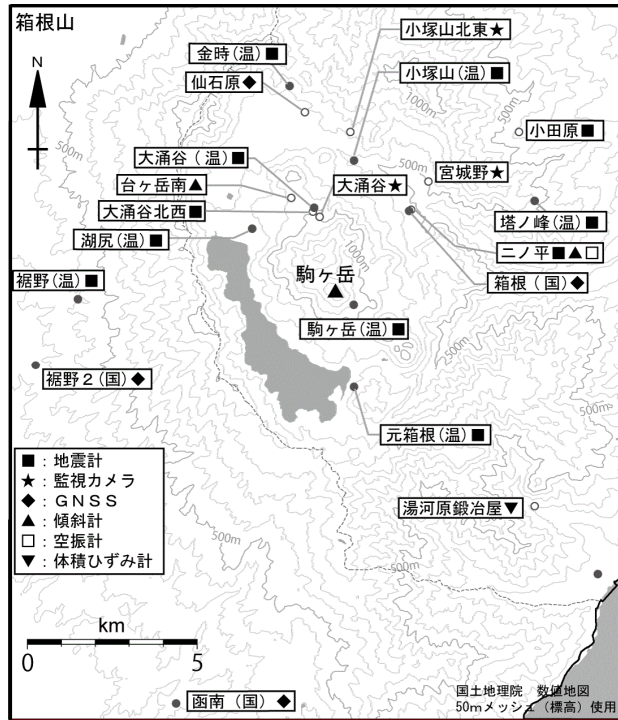 箱根山
小塚山北東★
金時(温)■
小塚山(温)■
仙石原◆
N
1000m
500m
小田原■
500m
大涌谷(温)■
500m
宮城野★
台ヶ岳南▲
大涌谷★
大涌谷北西■
塔ノ峰(温)■
湖尻(温)■
1000m
二ノ平■▲□
裾野(温)■
駒ヶ岳
箱根(国)◆
駒ヶ岳(温)■
500m
裾野2(国)◆
500m
元箱根(温)■
■:地震計
★:監視カメラ
◆:GNSS
▲:傾斜計
□:空振計
▼:体積ひずみ計
湯河原鍛冶屋▼
500m
500m
km
0 5
函南(国)◆
国土地理院 数値地図
50mメッシュ(標高)使用